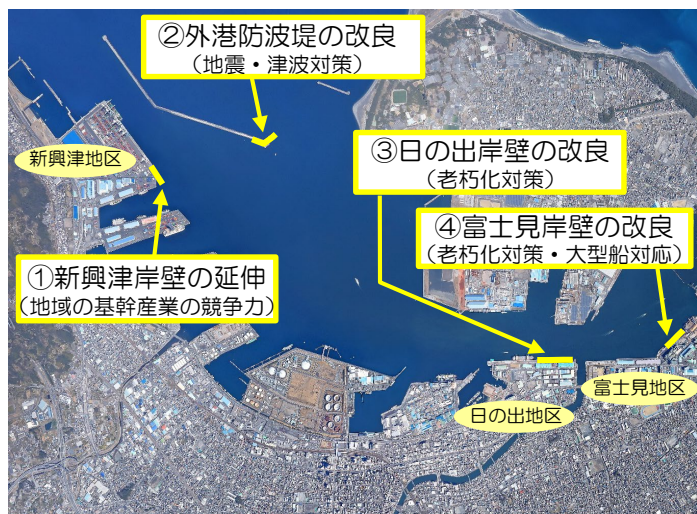 ②外港防波堤の改良
（地震・津波対策）
新興津地区
③日の出岸壁の改良
（老朽化対策）
④富士見岸壁の改良
（老朽化対策・大型船対応）
①新興津岸壁の延伸
（地域の基幹産業の競争力）
富士見地区
日の出地区